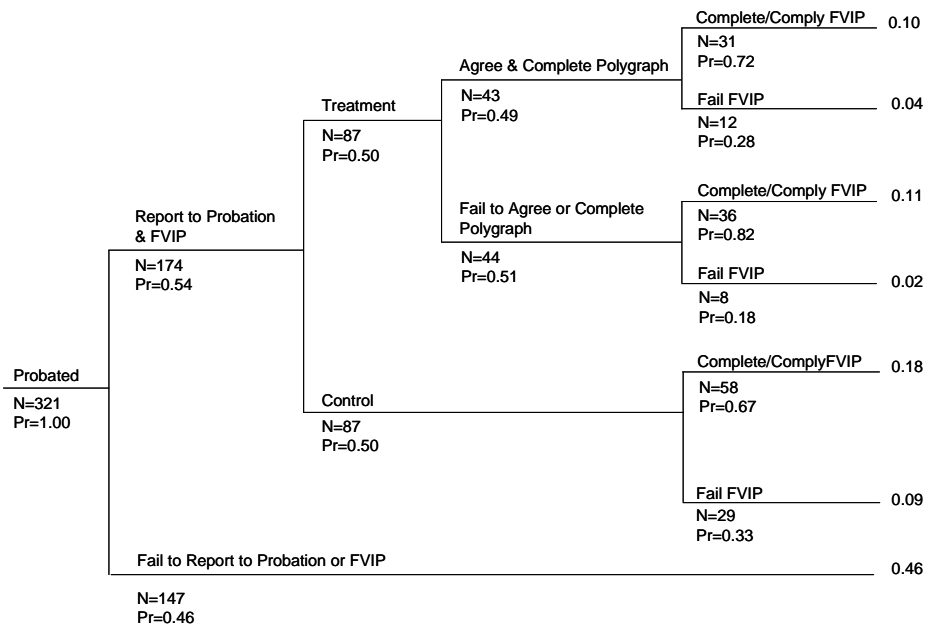 Complete/Comply FVIP
0.10
N=31
Pr=0.72
Agree & Complete Polygraph
N=43
Pr=0.49
Fail FVIP
0.04
N=12
Pr=0.28
Treatment
N=87
Pr=0.50
Complete/Comply FVIP
0.11
N=36
Pr=0.82
Fail to Agree or Complete
Polygraph
N=44
Pr=0.51
Fail FVIP
0.02
N=8
Pr=0.18
Report to Probation
& FVIP
N=174
Pr=0.54
Complete/ComplyFVIP
0.18
N=58
Pr=0.67
Probated
N=321
Pr=1.00
Control
N=87
Pr=0.50
Fail FVIP
0.09
N=29
Pr=0.33
Fail to Report to Probation or FVIP
0.46
N=147
Pr=0.46